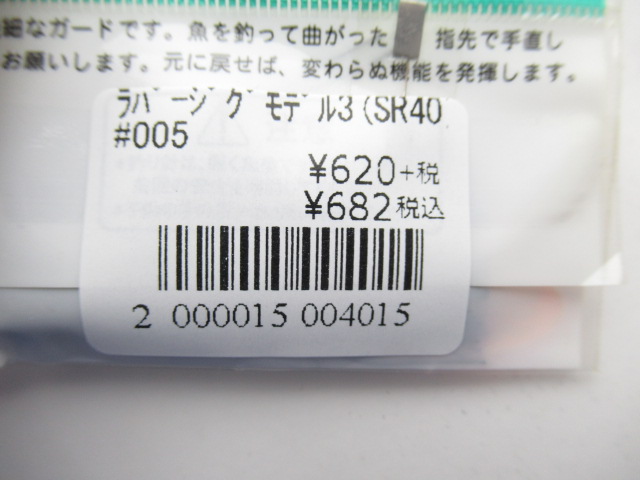 細なガードです。魚を釣って曲がった 指先で手直し
お願いします。元に戻せば、変わらぬ機能を発揮します。
ﾗﾊﾞｰｼﾞｸﾞﾓﾃﾞﾙ3(SR40
#005
¥620+税
¥682税込
2 000015 004015